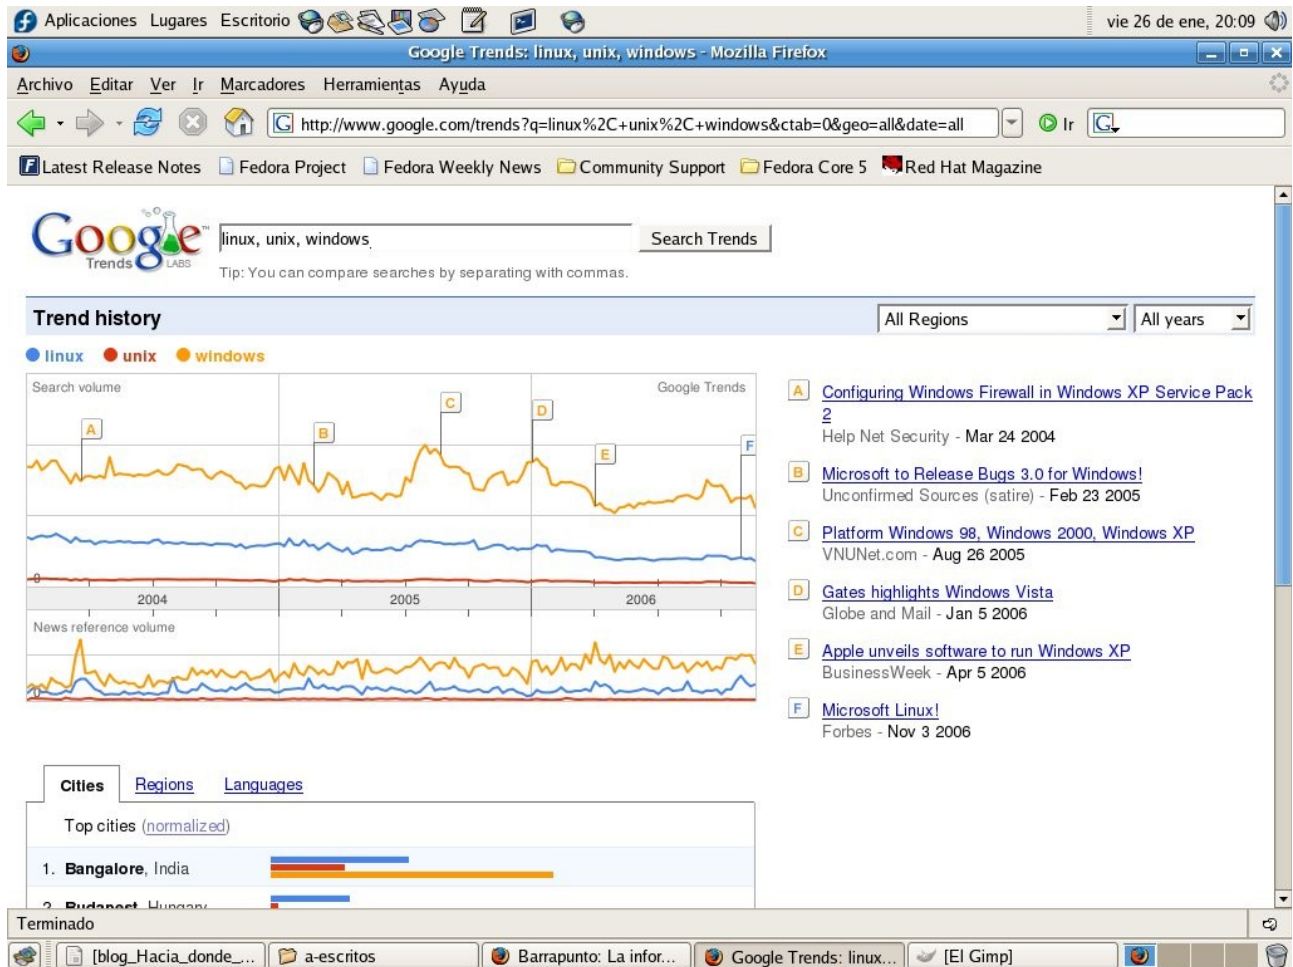 Aplicaciones Lugares Escritorio vie 26 de ene, 20:09
Google Trends: linux, unix, windows - Mozilla Firefox
Archivo Editar Ver Ir Marcadores Herramientas Ayuda
http://www.google.com/trends?q=linux%2C+unix%2C+windows&ctab=0&geo=all&date=all Ir
Latest Release Notes Fedora Project Fedora Weekly News Community Support Fedora Core 5 Red Hat Magazine
Google Trends LABS
linux, unix, windows Search Trends
Tip: You can compare searches by separating with commas.
Trend history All Regions All years
linux unix windows
Search volume Google Trends
A
B
C
D
E
F
0
2004 2005 2006
News reference volume
0
A Configuring Windows Firewall in Windows XP Service Pack
2
Help Net Security - Mar 24 2004
B Microsoft to Release Bugs 3.0 for Windows!
Unconfirmed Sources (satire) - Feb 23 2005
C Platform Windows 98, Windows 2000, Windows XP
VNUNet.com - Aug 26 2005
D Gates highlights Windows Vista
Globe and Mail - Jan 5 2006
E Apple unveils software to run Windows XP
BusinessWeek - Apr 5 2006
F Microsoft Linux!
Forbes - Nov 3 2006
Cities Regions Languages
Top cities (normalized)
1. Bangalore, India
2. Budapest, Hungary
Terminado
[blog_Hacia_donde_... a-escritos Barrapunto: La infor... Google Trends: linux... [El Gimp]